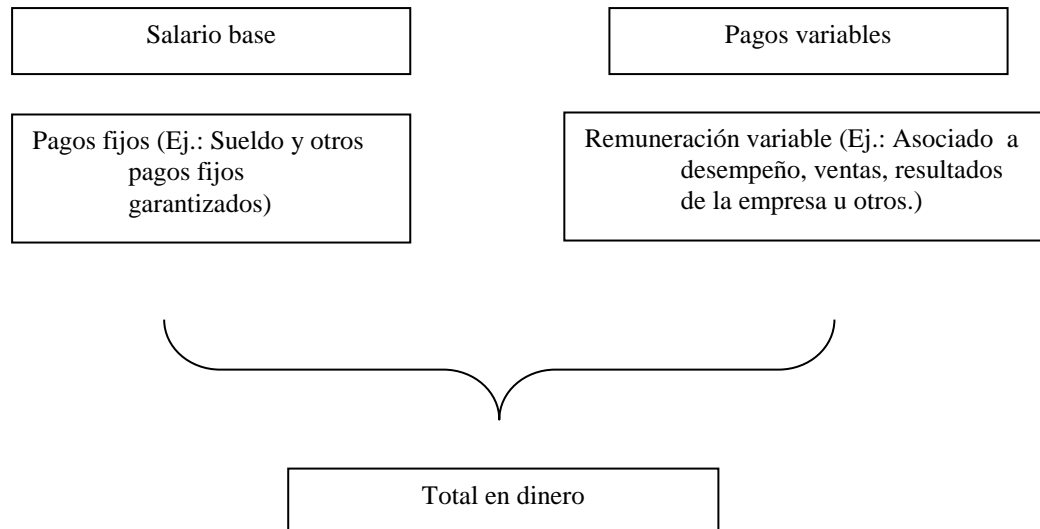 Salario base
Pagos variables
Pagos fijos (Ej.: Sueldo y otros
pagos fijos
garantizados)
Remuneración variable (Ej.: Asociado a
desempeño, ventas, resultados
de la empresa u otros.)
Total en dinero